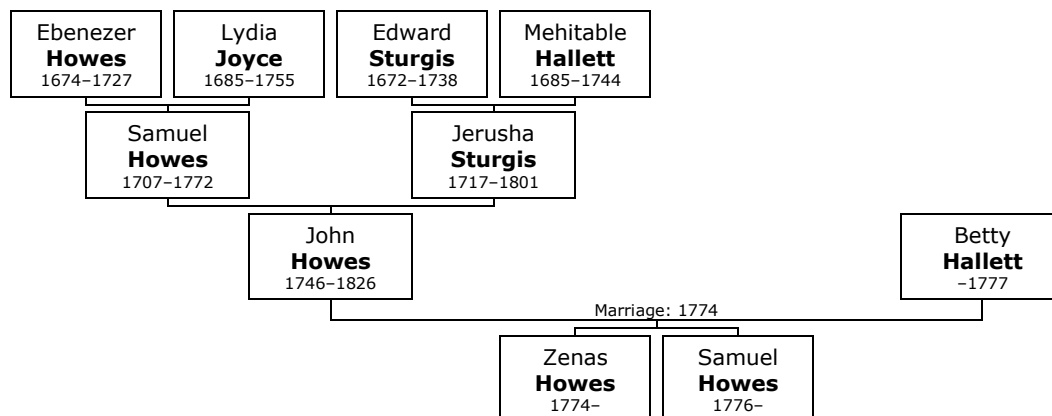 Ebenezer
Howes
1674–1727
Lydia
Joyce
1685–1755
Edward
Sturgis
1672–1738
Mehitable
Hallett
1685–1744
Samuel
Howes
1707–1772
Jerusha
Sturgis
1717–1801
John
Howes
1746–1826
Betty
Hallett
–1777
Marriage: 1774
Zenas
Howes
1774–
Samuel
Howes
1776–